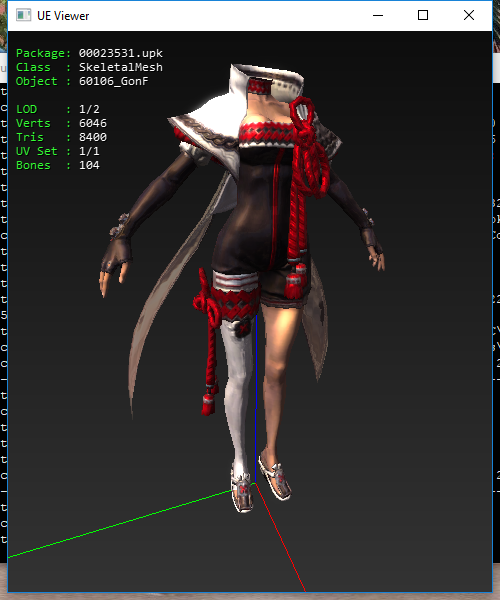 UE Viewer
Package: 00023531.upk
Class  : SkeletalMesh
Object : 60106_GonF
LOD    : 1/2
Verts  : 6046
Tris   : 8400
UV Set : 1/1
Bones  : 104